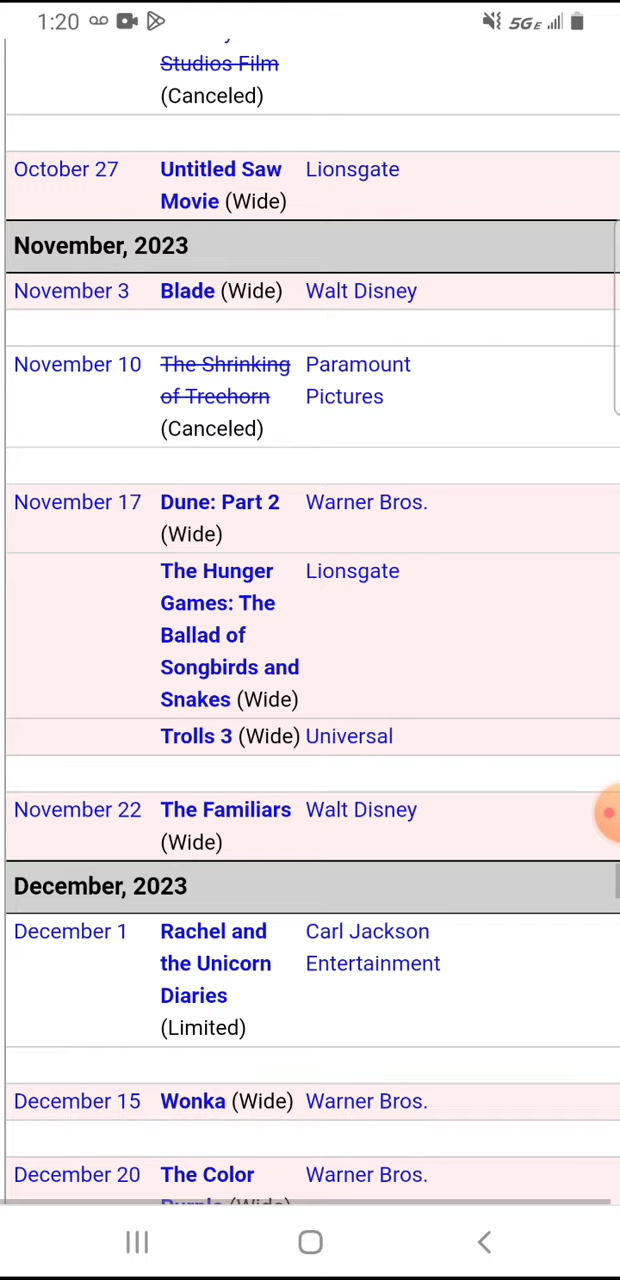 1:20
5GE
Studios Film
(Canceled)
October 27 Untitled Saw Lionsgate
Movie (Wide)
November, 2023
November 3 Blade (Wide) Walt Disney
November 10 The Shrinking Paramount
of Treehorn Pictures
(Canceled)
November 17 Dune: Part 2 Warner Bros.
(Wide)
The Hunger Lionsgate
Games: The
Ballad of
Songbirds and
Snakes (Wide)
Trolls 3 (Wide) Universal
November 22 The Familiars Walt Disney
(Wide)
December, 2023
December 1 Rachel and Carl Jackson
the Unicorn Entertainment
Diaries
(Limited)
December 15 Wonka (Wide) Warner Bros.
December 20 The Color Warner Bros.
Purple (Wide)